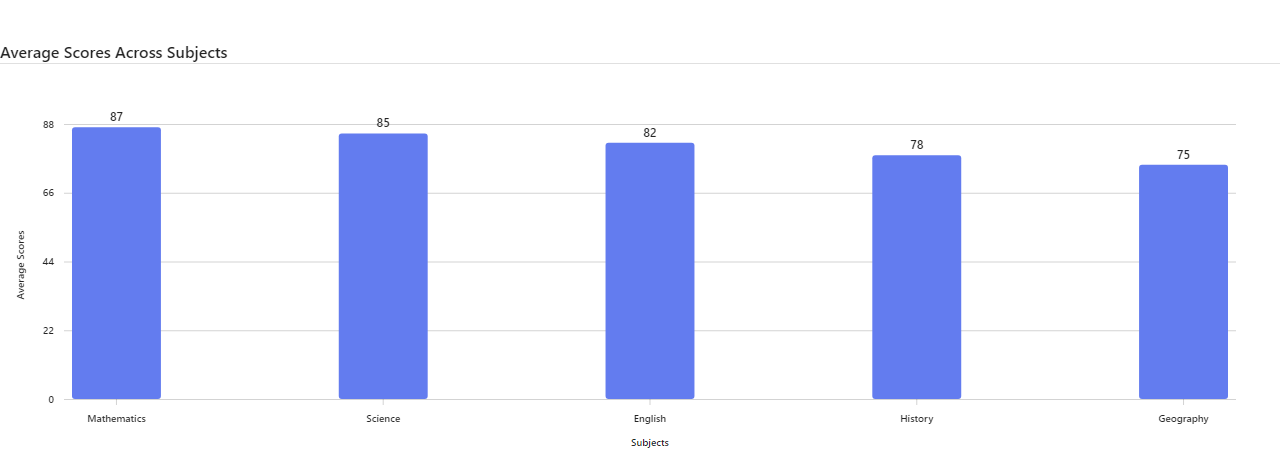 Average Scores Across Subjects
87
85
82
78
75
88
66
44
22
0
Average Scores
Mathematics
Science
English
History
Geography
Subjects